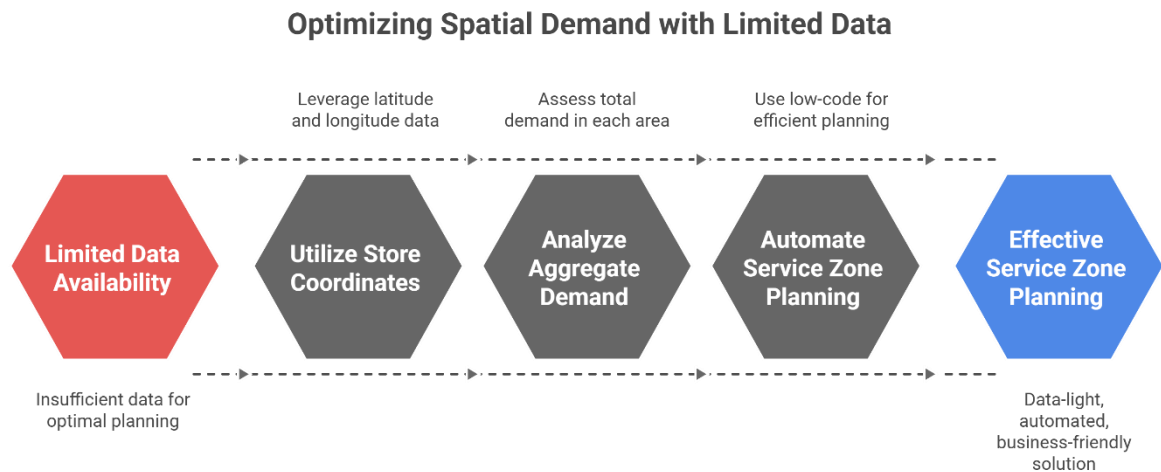 Optimizing Spatial Demand with Limited Data
Leverage latitude
and longitude data
Assess total
demand in each area
Use low-code for
efficient planning
Limited Data
Availability
Utilize Store
Coordinates
Analyze
Aggregate
Demand
Automate
Service Zone
Planning
Effective
Service Zone
Planning
Insufficient data for
optimal planning
Data-light,
automated,
business-friendly
solution